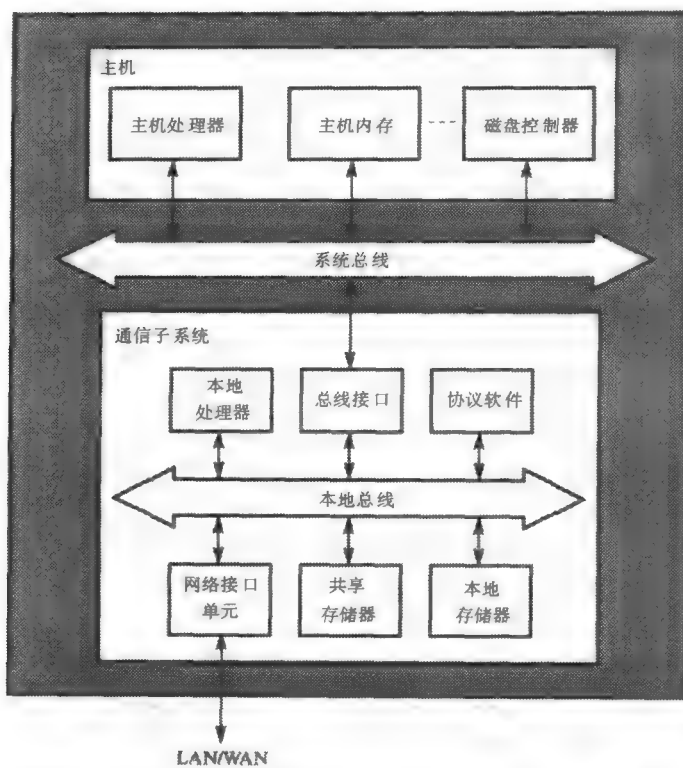 主机
主机处理器
主机内存
磁盘控制器
系统总线
通信子系统
本地
处理器
总线接口
协议软件
本地总线
网络接口
单元
共享
存储器
本地
存储器
LAN/WAN